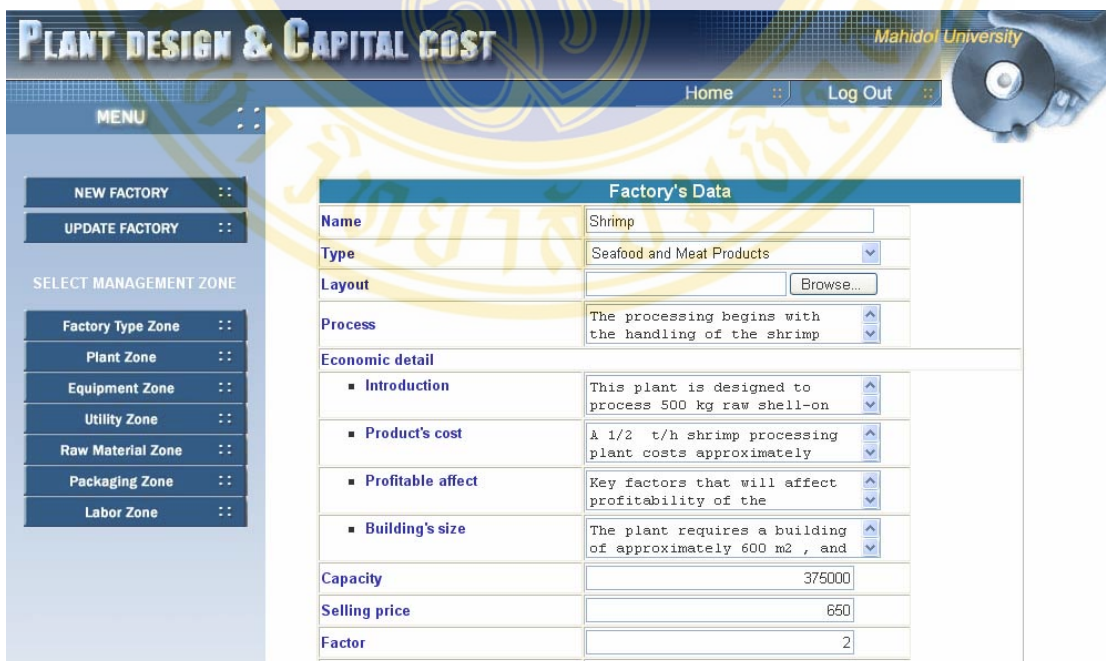 PLANT DESIGN & CAPITAL COST
Mahidol University
Home :: Log Out ::
MENU
NEW FACTORY ::
UPDATE FACTORY ::
SELECT MANAGEMENT ZONE
Factory Type Zone ::
Plant Zone ::
Equipment Zone ::
Utility Zone ::
Raw Material Zone ::
Packaging Zone ::
Labor Zone ::
Factory's Data
Name Shrimp
Type Seafood and Meat Products
Layout Browse...
Process The processing begins with
the handling of the shrimp
Economic detail
▪ Introduction This plant is designed to
process 500 kg raw shell-on
▪ Product's cost A 1/2 t/h shrimp processing
plant costs approximately
▪ Profitable affect Key factors that will affect
profitability of the
▪ Building's size The plant requires a building
of approximately 600 m2 , and
Capacity 375000
Selling price 650
Factor 2